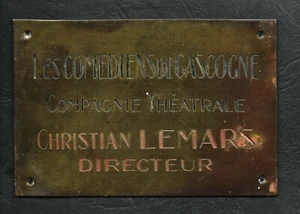 LES COMEDIENS DE GASCOGNE
COMPAGNIE THÉATRALE
CHRISTIAN LEMARS
DIRECTEUR